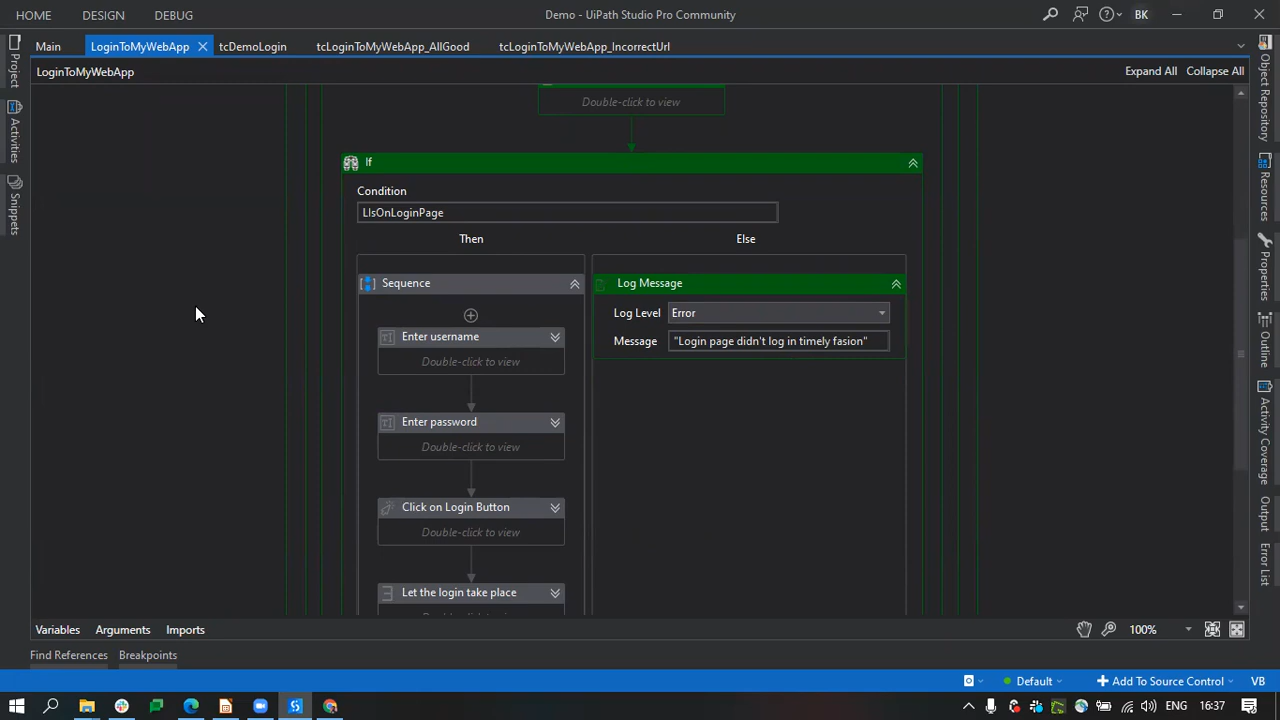 HOME DESIGN DEBUG Demo - UiPath Studio Pro Community BK
Main LoginToMyWebApp tcDemoLogin tcLoginToMyWebApp_AllGood tcLoginToMyWebApp_IncorrectUrl
LoginToMyWebApp Expand All Collapse All
Project
Activities
Snippets
Double-click to view
If
Condition
LIsOnLoginPage
Then Else
Sequence Log Message
Log Level Error
Enter username
Message "Login page didn't log in timely fasion"
Double-click to view
Enter password
Double-click to view
Click on Login Button
Double-click to view
Let the login take place
Object Repository
Resources
Properties
Outline
Activity Coverage
Output
Error List
Variables Arguments Imports 100%
Find References Breakpoints
Default Add To Source Control VB
ENG 16:37